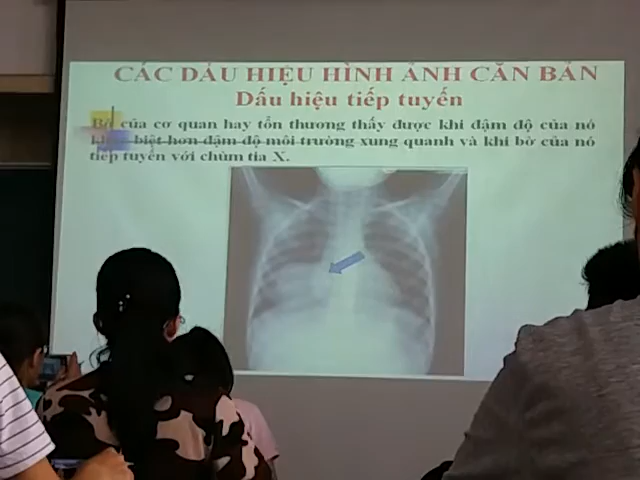 CÁC DẤU HIỆU HÌNH ẢNH CĂN BẢN
Dấu hiệu tiếp tuyến
Bờ của cơ quan hay tổn thương thấy được khi đậm độ của nó
khác biệt hơn đậm độ môi trường xung quanh và khi bờ của nó
tiếp tuyến với chùm tia X.